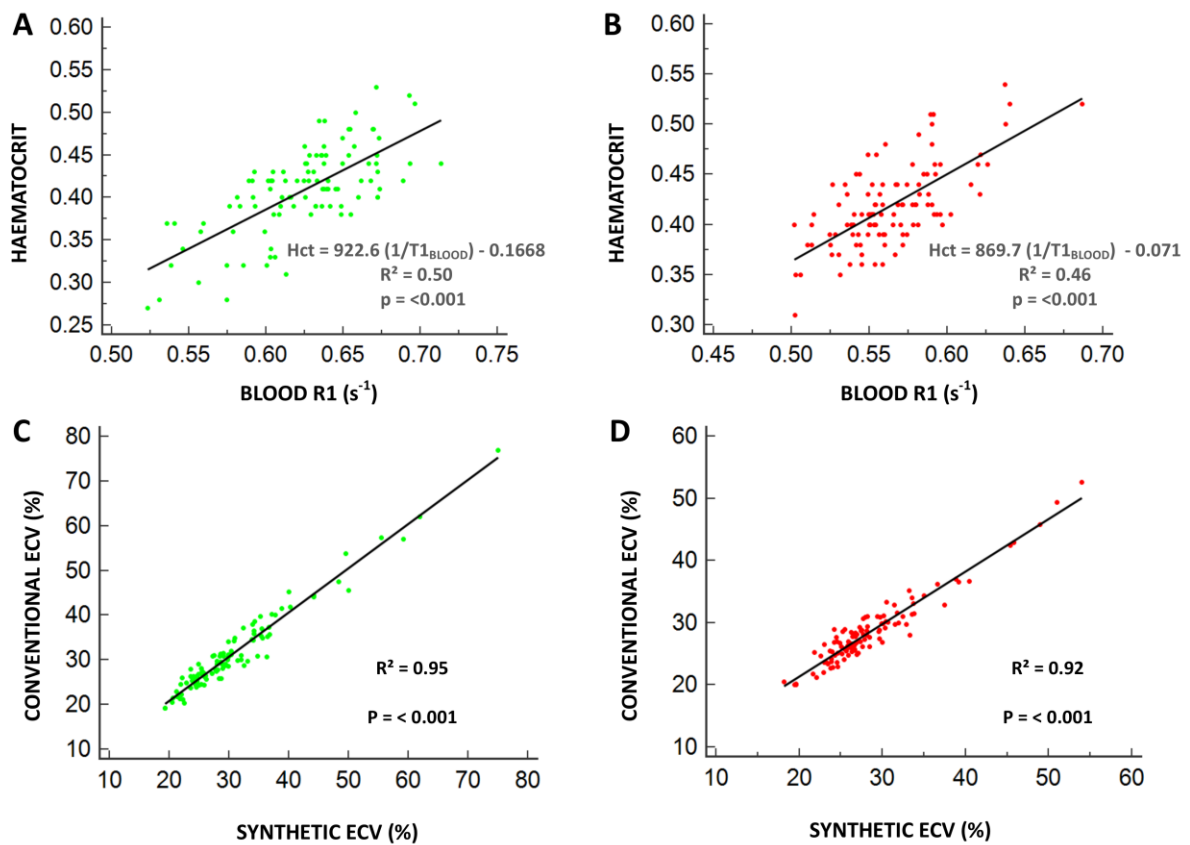 A
HAEMATOCRIT
0.60
0.55
0.50
0.45
0.40
0.35
0.30
0.25
Hct = 922.6 (1/T1BLOOD) - 0.1668
R² = 0.50
p = <0.001
0.50 0.55 0.60 0.65 0.70 0.75
BLOOD R1 (s⁻¹)
B
HAEMATOCRIT
0.60
0.55
0.50
0.45
0.40
0.35
0.30
Hct = 869.7 (1/T1BLOOD) - 0.071
R² = 0.46
p = <0.001
0.45 0.50 0.55 0.60 0.65 0.70
BLOOD R1 (s⁻¹)
C
CONVENTIONAL ECV (%)
80
70
60
50
40
30
20
10
R² = 0.95
P = < 0.001
10 20 30 40 50 60 70 80
SYNTHETIC ECV (%)
D
CONVENTIONAL ECV (%)
60
50
40
30
20
10
R² = 0.92
P = < 0.001
10 20 30 40 50 60
SYNTHETIC ECV (%)